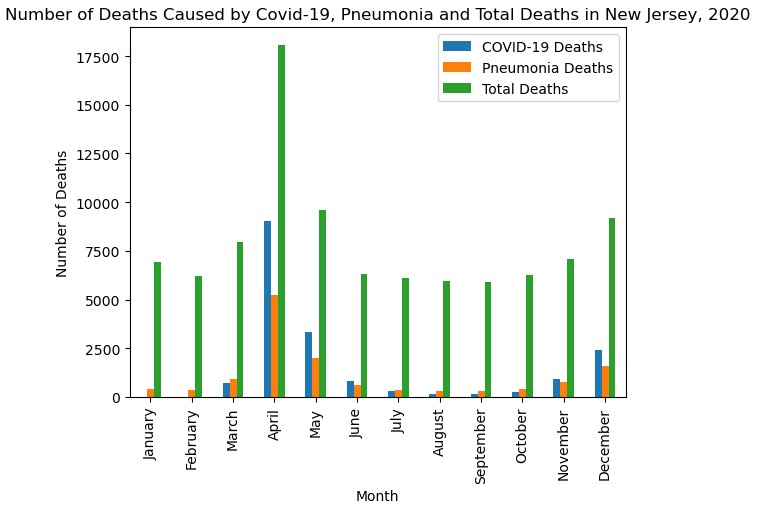 Number of Deaths Caused by Covid-19, Pneumonia and Total Deaths in New Jersey, 2020
COVID-19 Deaths
Pneumonia Deaths
Total Deaths
Number of Deaths
17500
15000
12500
10000
7500
5000
2500
0
January
February
March
April
May
June
July
August
September
October
November
December
Month